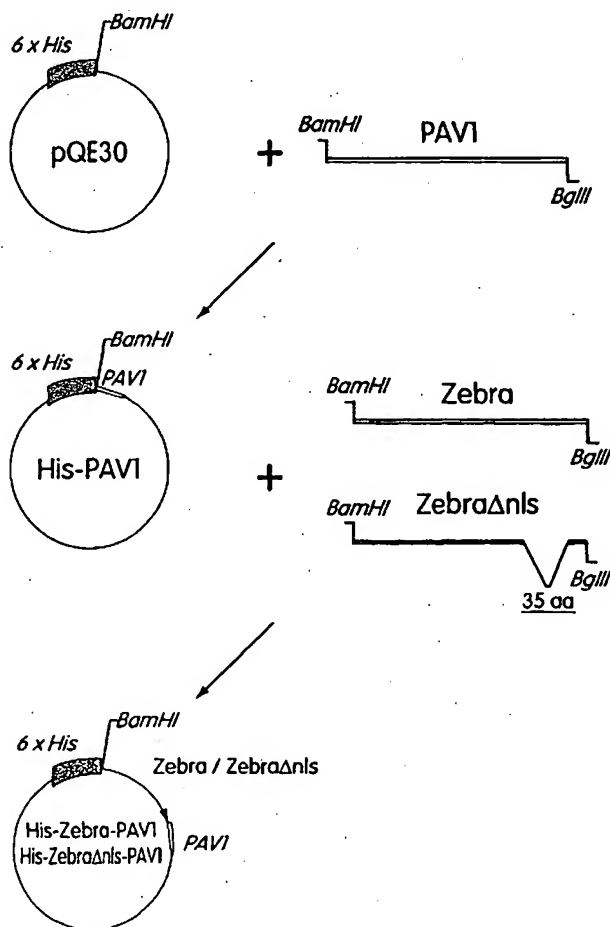 BamHI
6 x His
pQE30
+
BamHI
PAV1
BglII
BamHI
6 x His
PAV1
His-PAV1
+
BamHI
Zebra
BglII
BamHI
ZebraΔnls
BglII
35 aa
BamHI
6 x His
Zebra / ZebraΔnls
His-Zebra-PAV1
His-ZebraΔnls-PAV1
PAV1